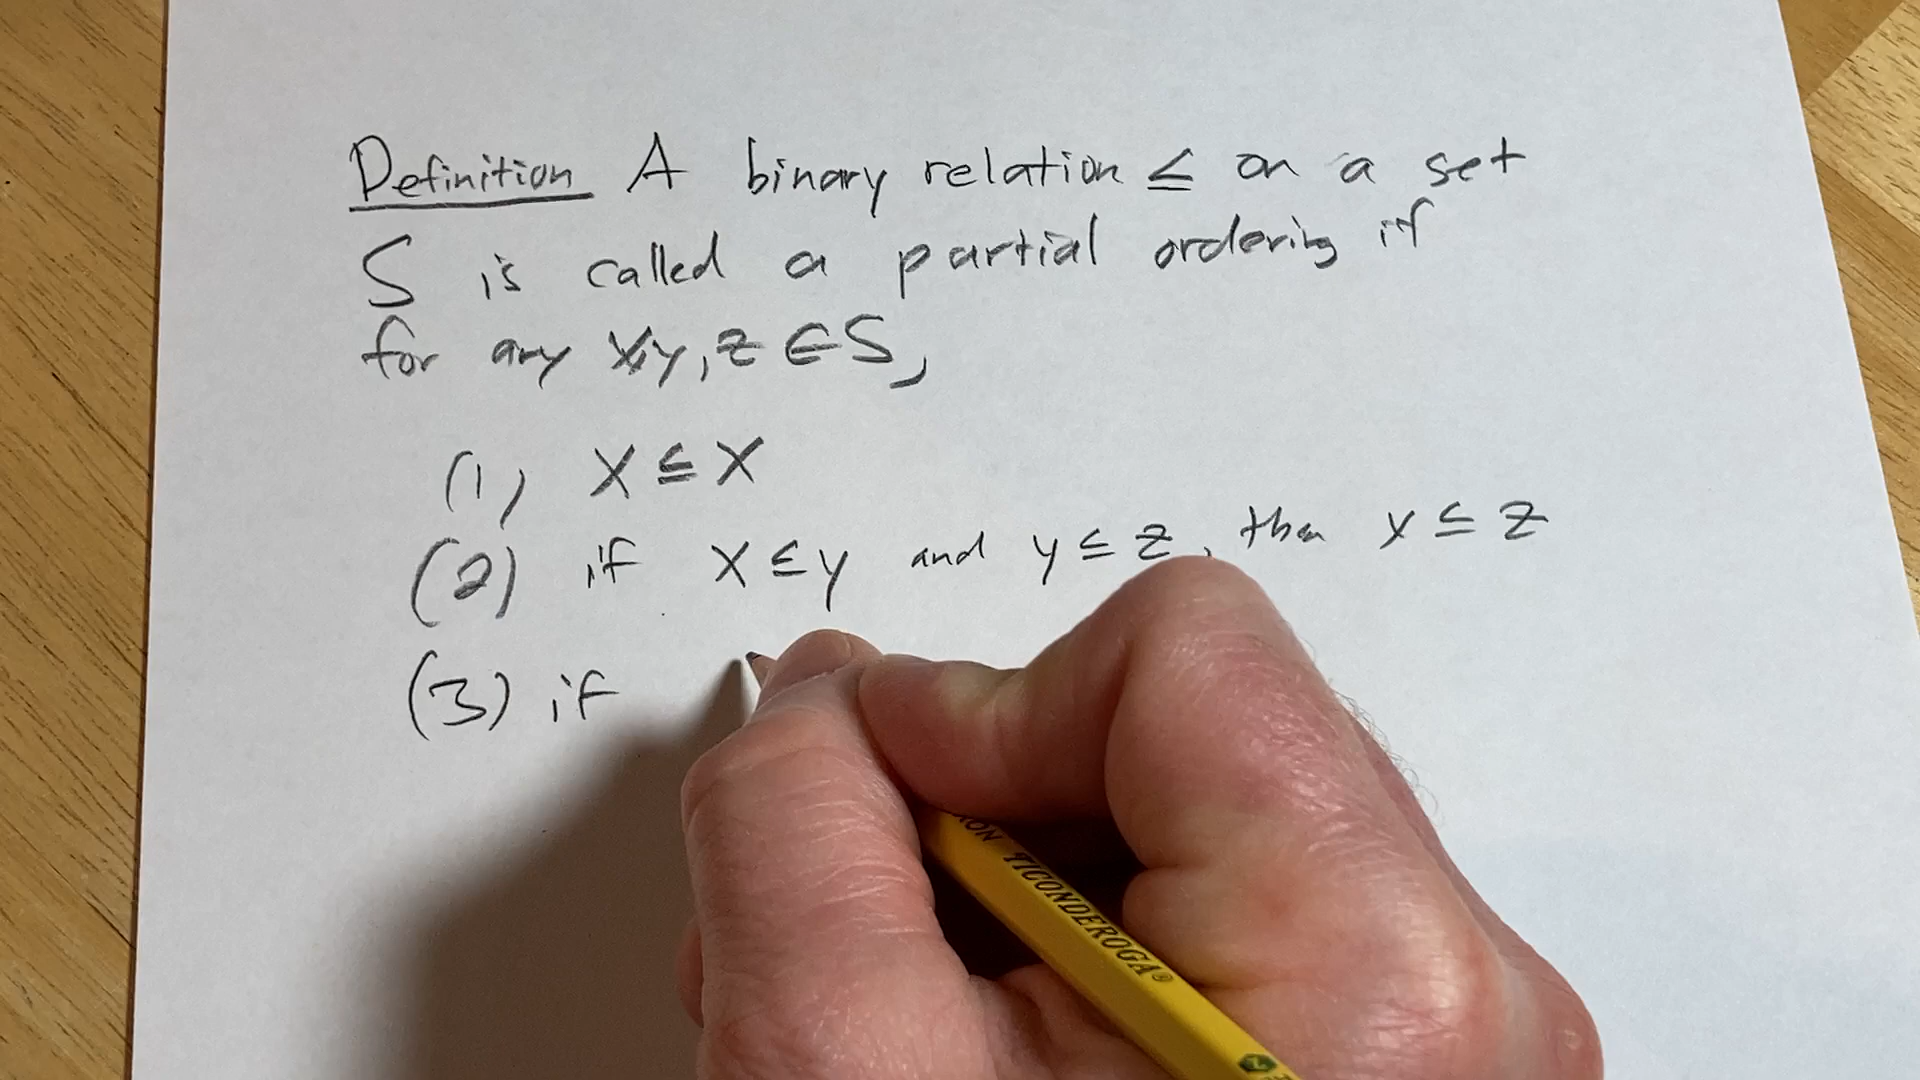 Definition A binary relation ≤ on a set
S is called a partial ordering if
for any x,y,z ∈ S,
(1) x ≤ x
(2) if x ≤ y and y ≤ z, then x ≤ z
(3) if
TICONDEROGA®